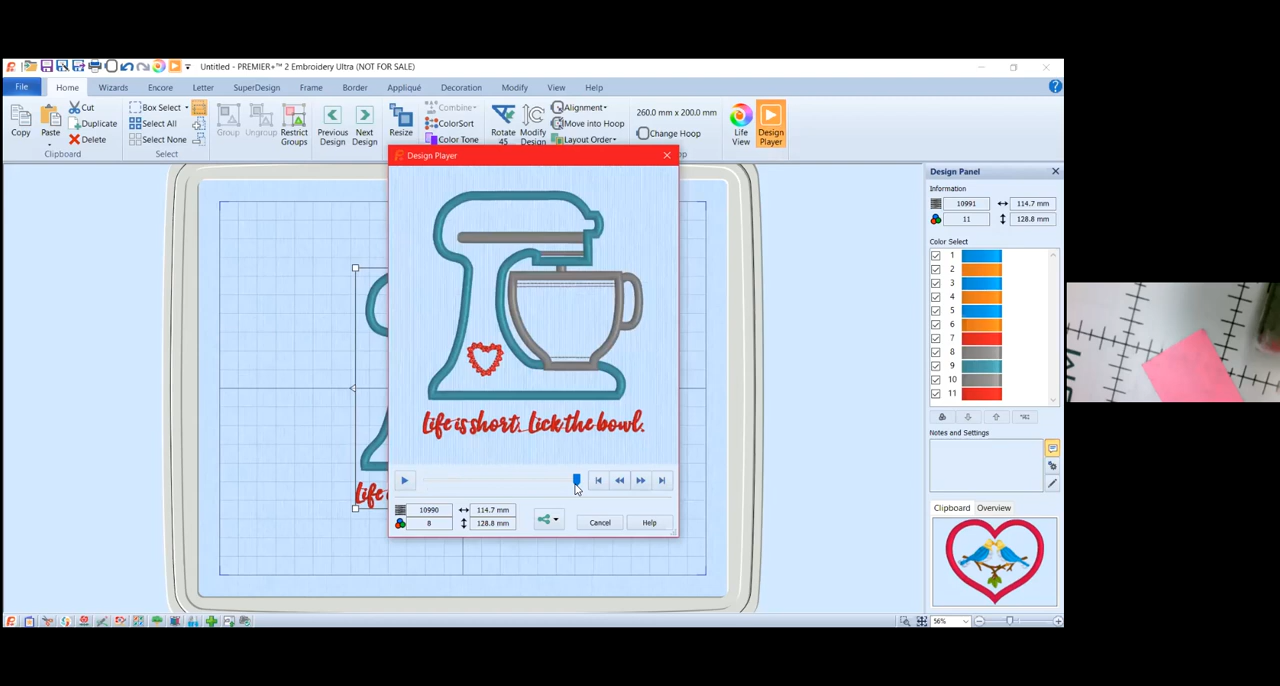 Untitled - PREMIER+™ 2 Embroidery Ultra (NOT FOR SALE)
File Home Wizards Encore Letter SuperDesign Frame Border Appliqué Decoration Modify View Help
Copy Paste Cut Duplicate Delete Clipboard
Box Select Select All Select None Select
Group Ungroup Restrict Groups
Previous Design Next Design
Resize Combine ColorSort Color Tone
Rotate 45 Modify Design Alignment Move into Hoop Layout Order
260.0 mm x 200.0 mm Change Hoop
Life View Design Player
Design Player
Life is short. Lick the bowl.
10990 114.7 mm
8 128.8 mm
Cancel Help
Life is
Design Panel
Information
10991 114.7 mm
11 128.8 mm
Color Select
1
2
3
4
5
6
7
8
9
10
11
Notes and Settings
Clipboard Overview
56%